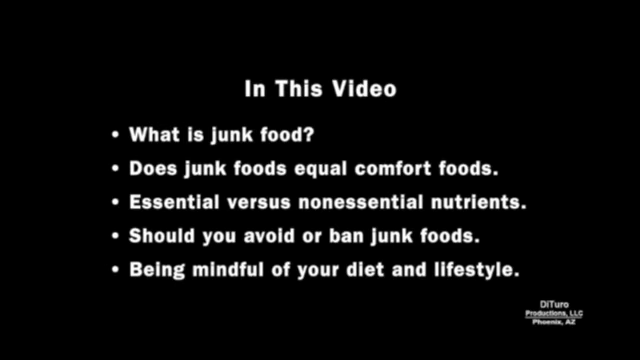 In This Video
• What is junk food?
• Does junk foods equal comfort foods.
• Essential versus nonessential nutrients.
• Should you avoid or ban junk foods.
• Being mindful of your diet and lifestyle.
DiTuro
Productions, LLC
Phoenix, AZ